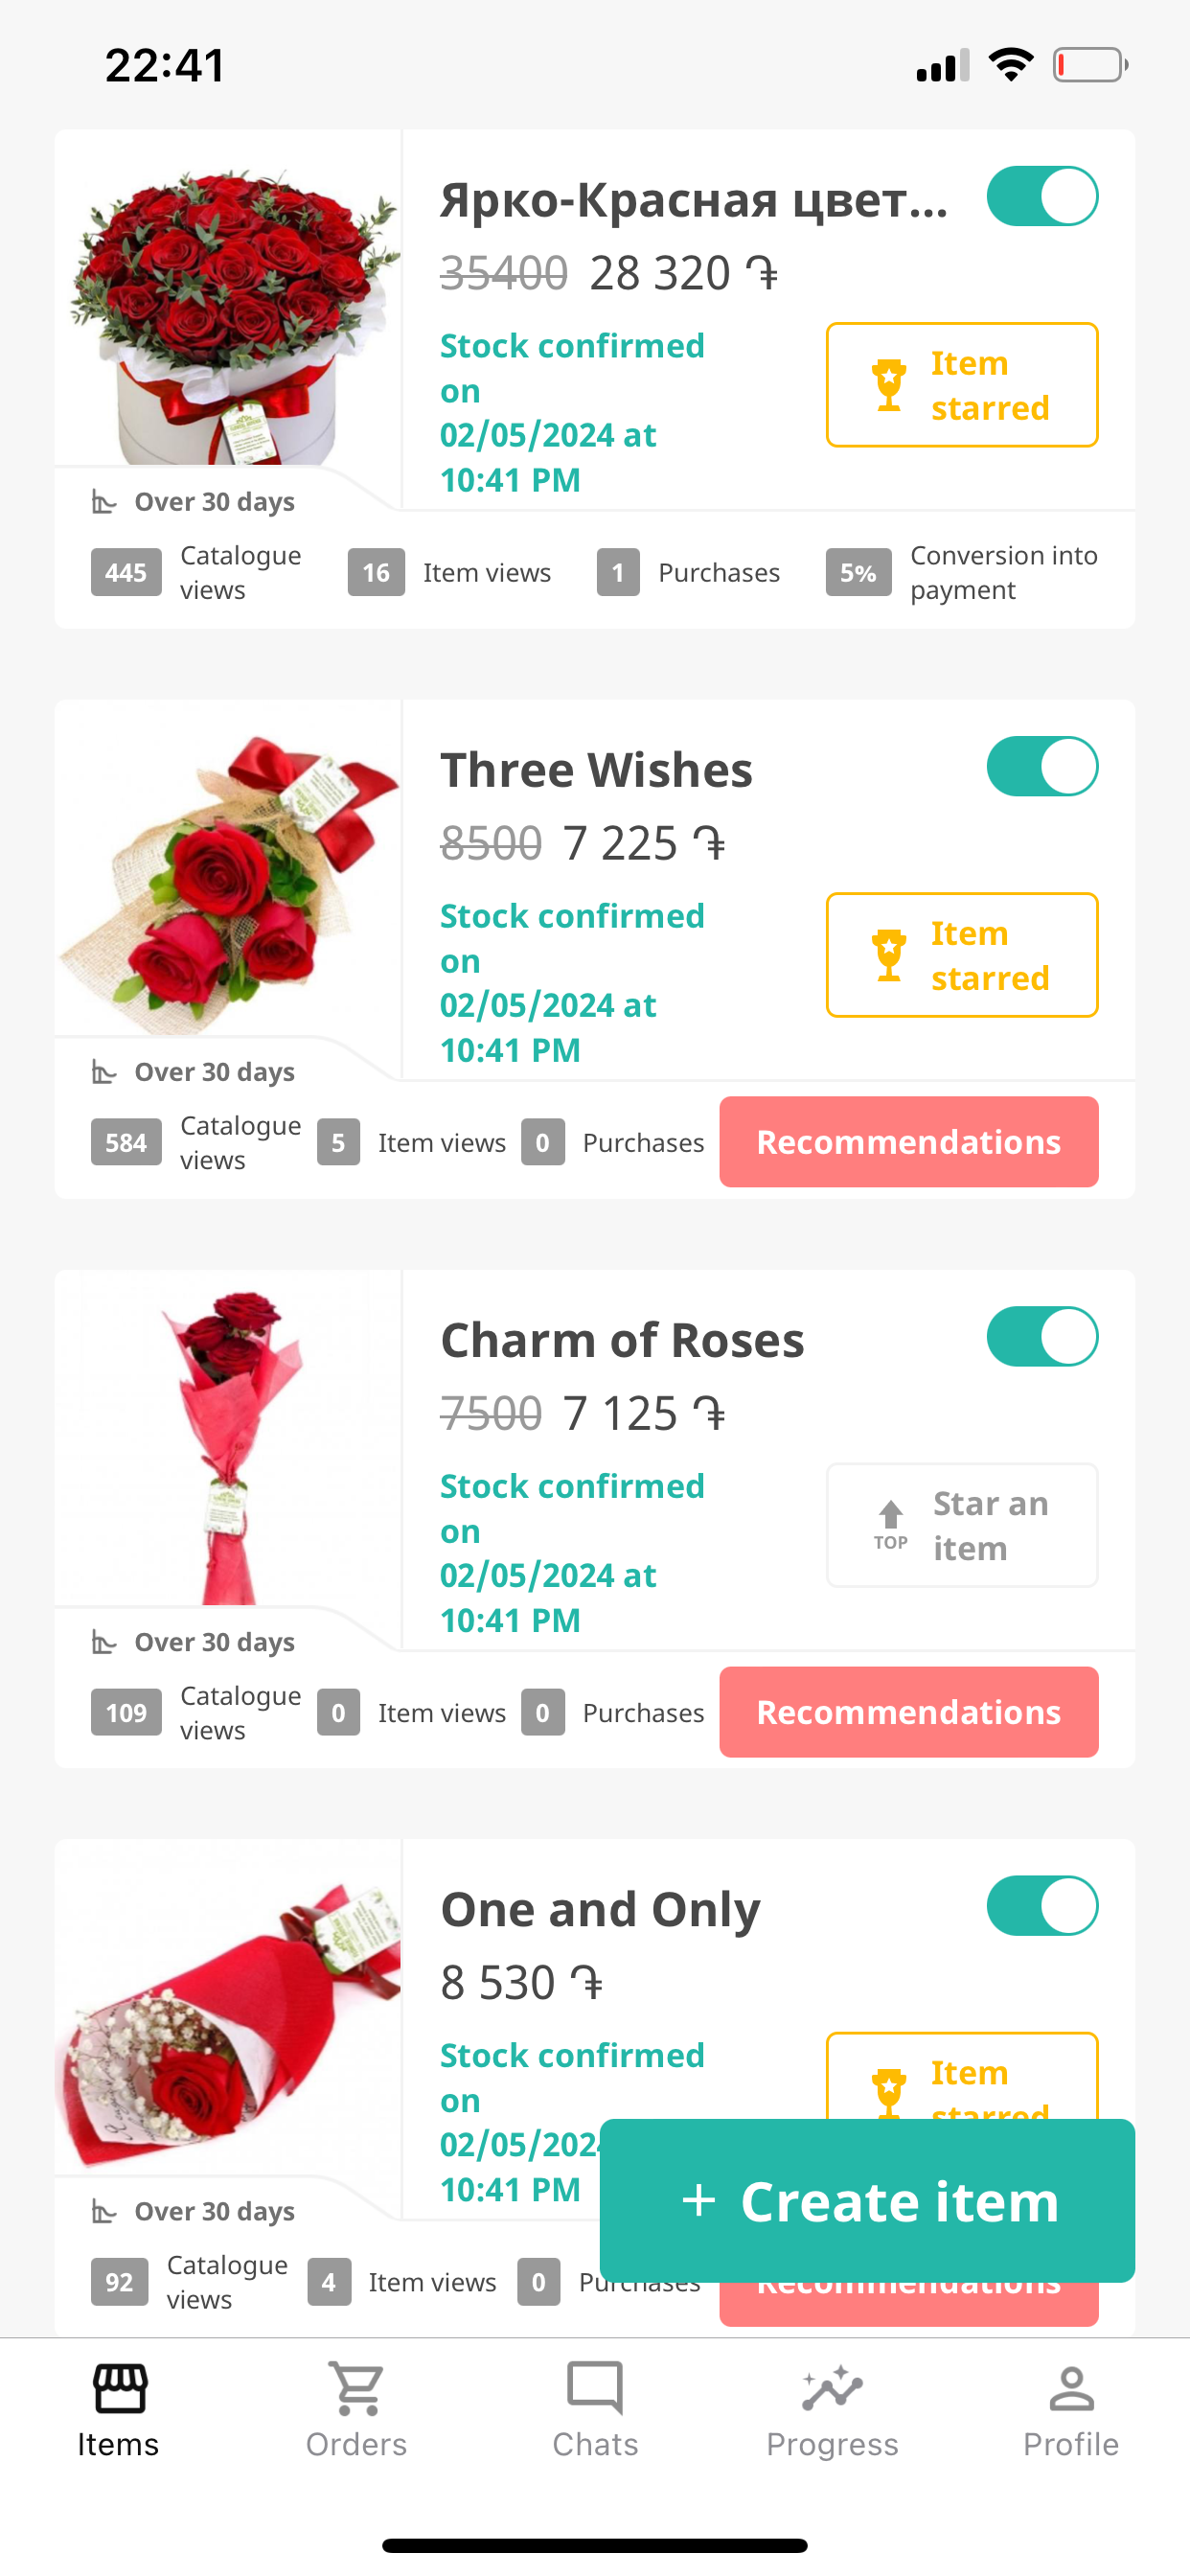 22:41
Ярко-Красная цвет...
35400 28 320 ֏
Stock confirmed
on
02/05/2024 at
10:41 PM
Item
starred
Over 30 days
445 Catalogue
views
16 Item views
1 Purchases
5% Conversion into
payment
Three Wishes
8500 7 225 ֏
Stock confirmed
on
02/05/2024 at
10:41 PM
Item
starred
Over 30 days
584 Catalogue
views
5 Item views
0 Purchases
Recommendations
Charm of Roses
7500 7 125 ֏
Stock confirmed
on
02/05/2024 at
10:41 PM
TOP
Star an
item
Over 30 days
109 Catalogue
views
0 Item views
0 Purchases
Recommendations
One and Only
8 530 ֏
Stock confirmed
on
02/05/2024
10:41 PM
Item
starred
+ Create item
Over 30 days
92 Catalogue
views
4 Item views
0 Purchases
Recommendations
Items
Orders
Chats
Progress
Profile